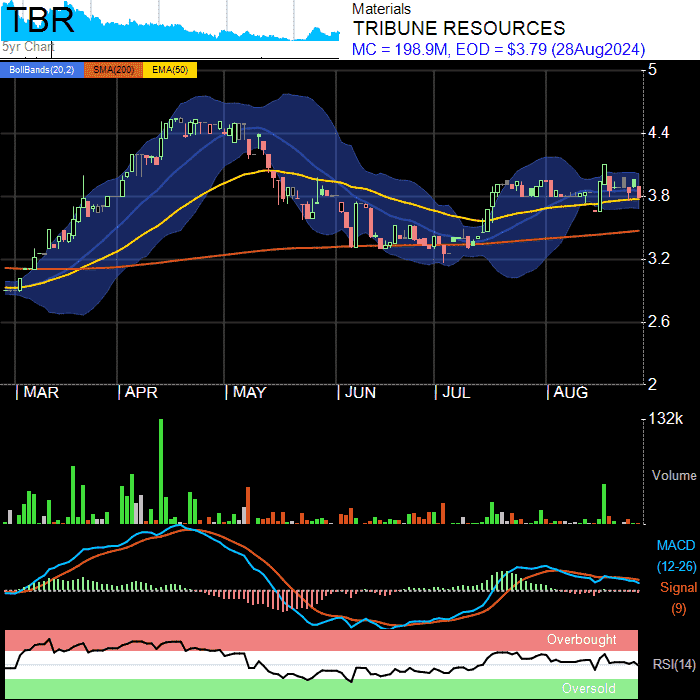 TBR
5yr Chart
Materials
TRIBUNE RESOURCES
MC = 198.9M, EOD = $3.79 (28Aug2024)
BollBands(20,2) SMA(200) EMA(50)
5
4.4
3.8
3.2
2.6
2
MAR APR MAY JUN JUL AUG
132k
Volume
MACD
(12-26)
Signal
(9)
Overbought
RSI(14)
Oversold